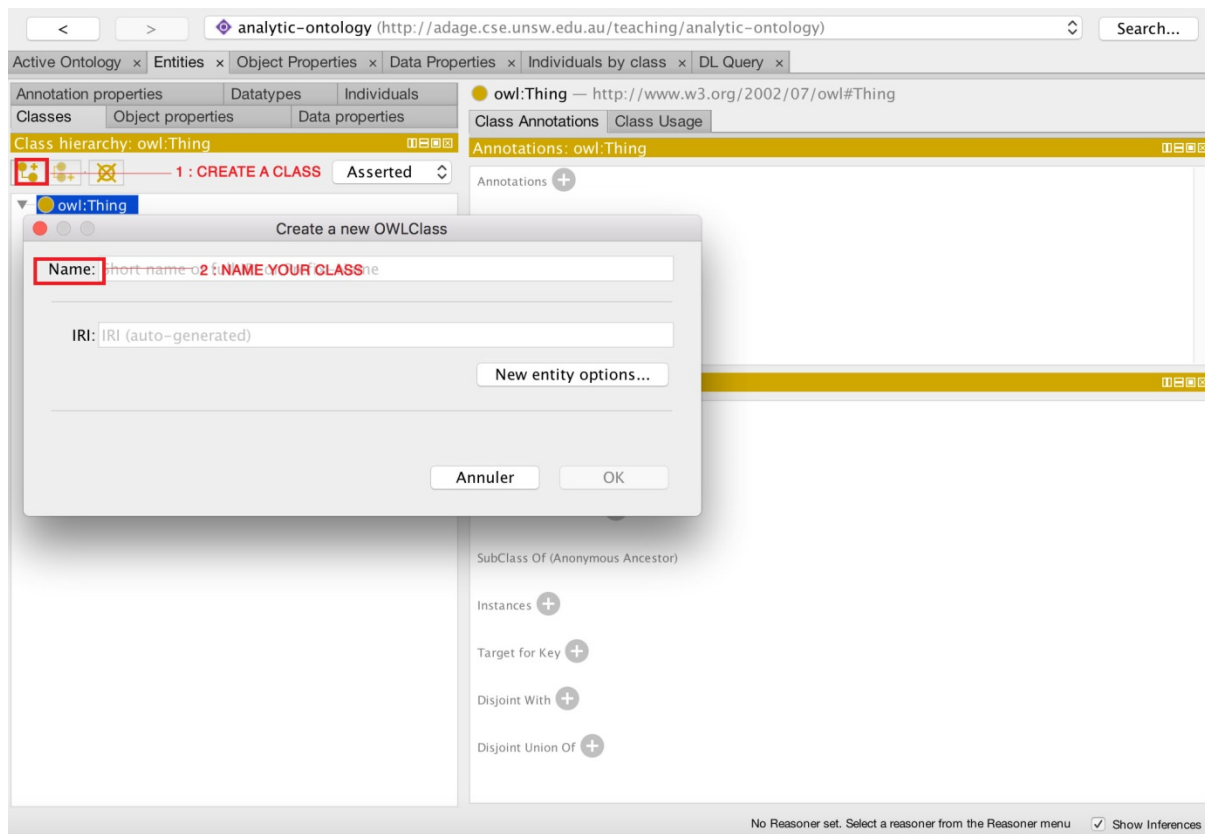 < > analytic-ontology (http://adage.cse.unsw.edu.au/teaching/analytic-ontology) Search...
Active Ontology × Entities × Object Properties × Data Properties × Individuals by class × DL Query ×
Annotation properties Datatypes Individuals
Classes Object properties Data properties
Class hierarchy: owl:Thing
1 : CREATE A CLASS Asserted
owl:Thing
owl:Thing — http://www.w3.org/2002/07/owl#Thing
Class Annotations Class Usage
Annotations: owl:Thing
Annotations
Create a new OWLClass
Name: 2 : NAME YOUR CLASS
IRI: IRI (auto-generated)
New entity options...
Annuler OK
SubClass Of (Anonymous Ancestor)
Instances
Target for Key
Disjoint With
Disjoint Union Of
No Reasoner set. Select a reasoner from the Reasoner menu ✓ Show Inferences